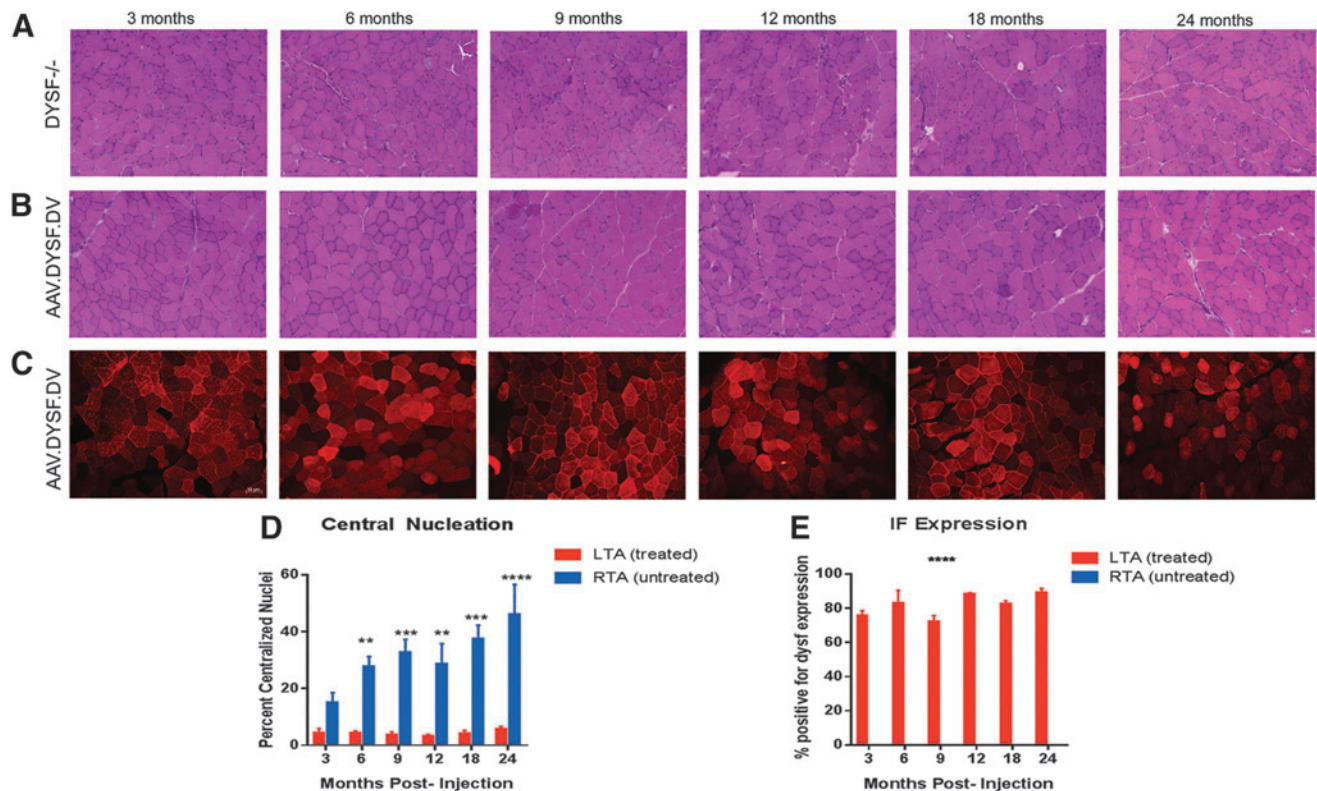 A
3 months
6 months
9 months
12 months
18 months
24 months
DYSF-/-
B
AAV.DYSF.DV
C
AAV.DYSF.DV
D
Central Nucleation
LTA (treated)
RTA (untreated)
Percent Centralized Nuclei
60
40
20
0
**
***
**
***
****
3 6 9 12 18 24
Months Post- Injection
E
IF Expression
LTA (treated)
RTA (untreated)
% positive for dysf expression
100
80
60
40
20
0
****
3 6 9 12 18 24
Months Post- Injection